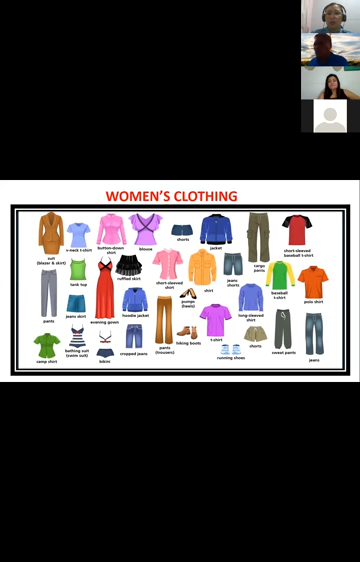 WOMEN'S CLOTHING
suit
(blazer & skirt)
v-neck t-shirt
button-down
shirt
blouse
shorts
jacket
cargo
pants
short-sleeved
baseball t-shirt
tank top
ruffled skirt
short-sleeved
shirt
shirt
jeans
shorts
baseball
t-shirt
polo shirt
pants
jeans skirt
evening gown
hoodie jacket
pants
(trousers)
pumps
(heels)
hiking boots
t-shirt
long-sleeved
shirt
shorts
sweat pants
jeans
camp shirt
bathing suit
(swim suit)
bikini
cropped jeans
running shoes